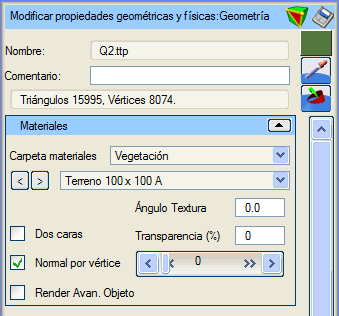 Modificar propiedades geométricas y físicas:Geometría
Nombre: Q2.ttp
Comentario:
Triángulos 15995, Vértices 8074.
Materiales
Carpeta materiales Vegetación
< > Terreno 100 x 100 A
Ángulo Textura 0.0
Dos caras Transparencia (%) 0
Normal por vértice 0
Render Avan. Objeto